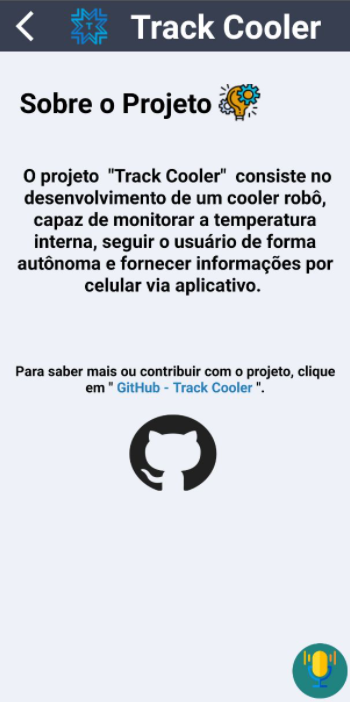 Track Cooler
Sobre o Projeto
O projeto "Track Cooler" consiste no
desenvolvimento de um cooler robô,
capaz de monitorar a temperatura
interna, seguir o usuário de forma
autônoma e fornecer informações por
celular via aplicativo.
Para saber mais ou contribuir com o projeto, clique
em " GitHub - Track Cooler ".